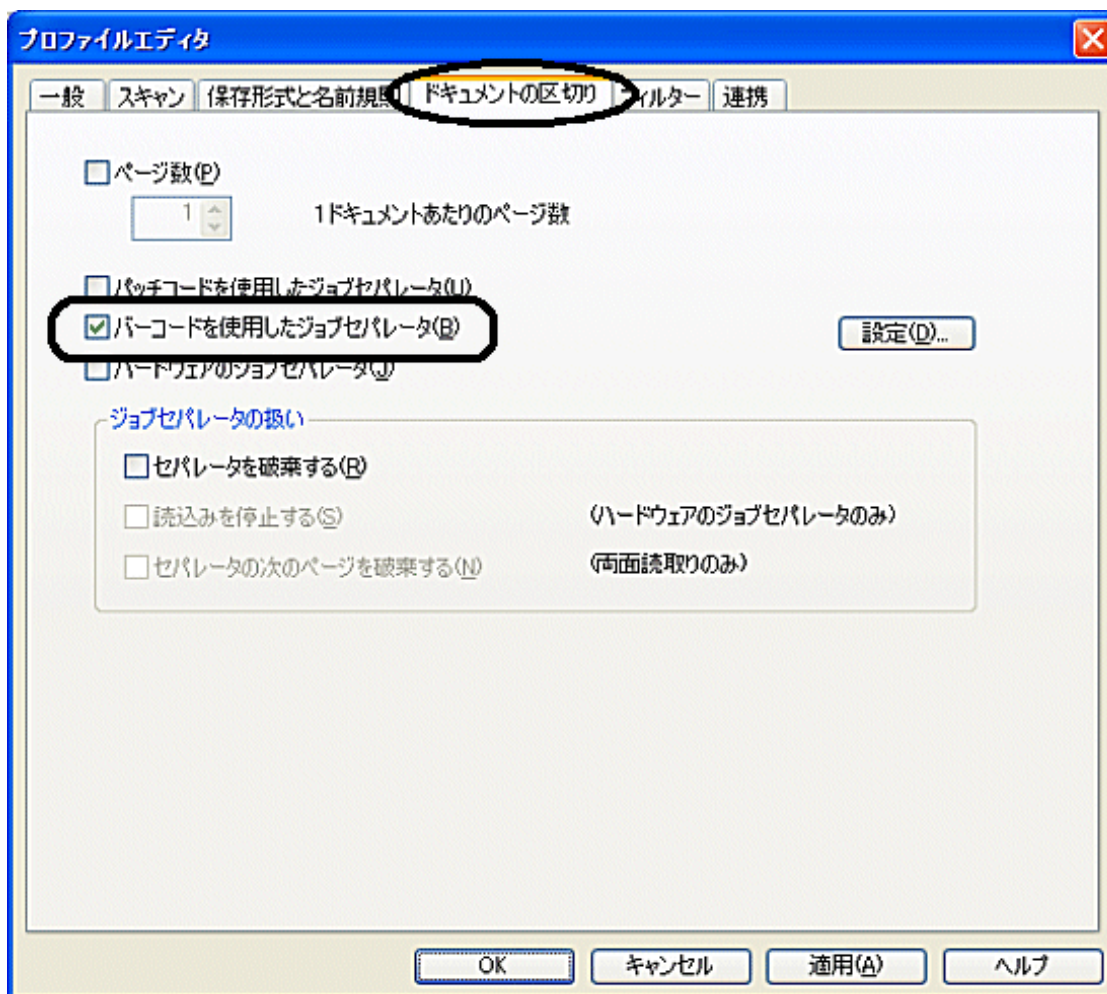 プロファイルエディタ
一般 スキャン 保存形式と名前規則 ドキュメントの区切り フィルター 連携
ページ数(P)
1 1ドキュメントあたりのページ数
パッチコードを使用したジョブセパレータ(U)
バーコードを使用したジョブセパレータ(B) 設定(D)...
ハードウェアのジョブセパレータ(J)
ジョブセパレータの扱い
セパレータを破棄する(R)
読込みを停止する(S) (ハードウェアのジョブセパレータのみ)
セパレータの次のページを破棄する(N) (両面読取りのみ)
OK キャンセル 適用(A) ヘルプ